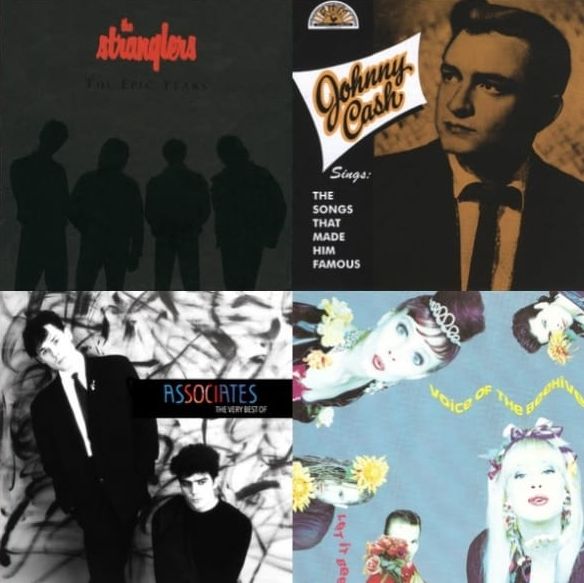 the
stranglers
THE EPIC YEARS
SUN
Johnny
Cash
Sings:
THE
SONGS
THAT
MADE
HIM
FAMOUS
ASSOCIATES
THE VERY BEST OF
VOICE OF THE BEEHIVE
LET IT BEE